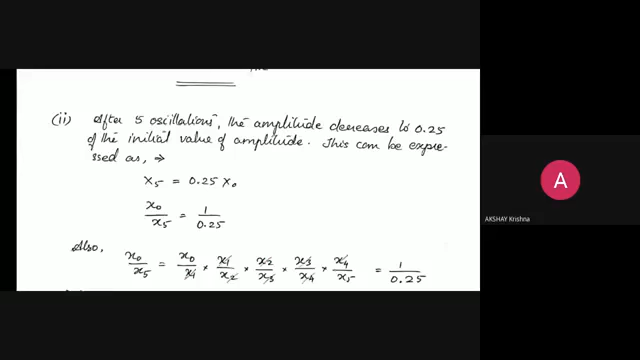 (ii) After 5 oscillations, the amplitude decreases to 0.25
of the initial value of amplitude. This can be expre-
ssed as, →
X₅ = 0.25 X₀
x₀/x₅ = 1/0.25
Also,
x₀/x₅ = x₀/x₁ × x₁/x₂ × x₂/x₃ × x₃/x₄ × x₄/x₅ = 1/0.25
A
AKSHAY Krishna